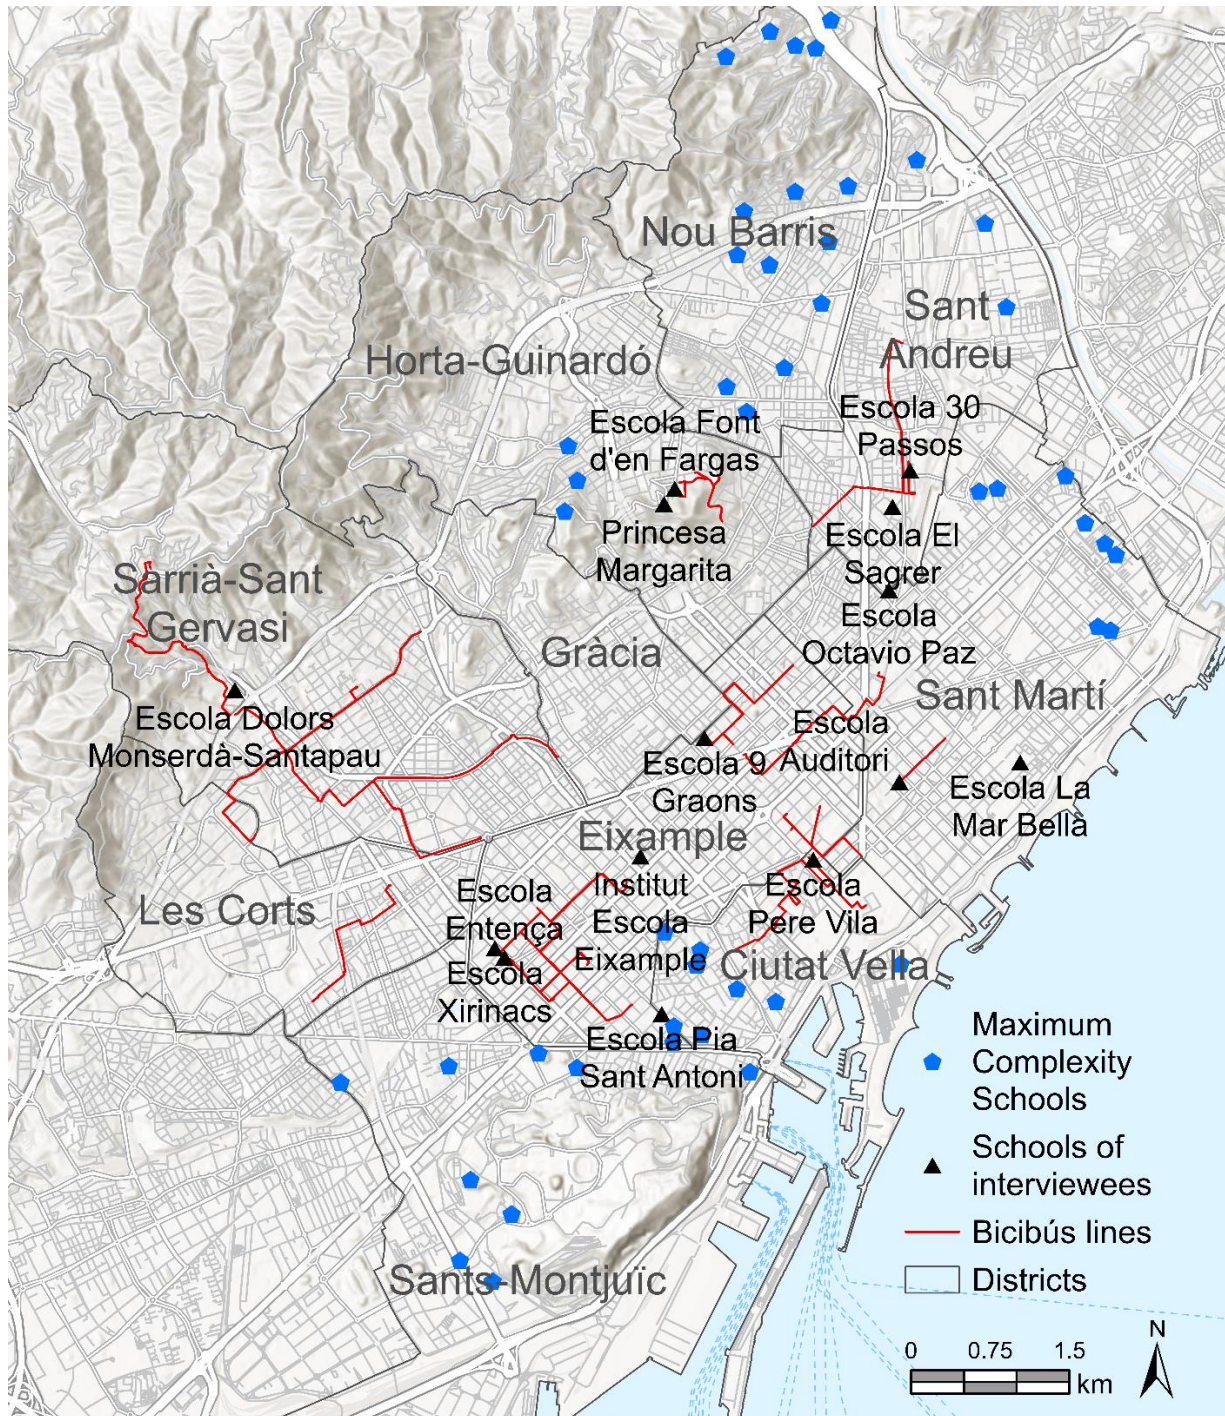 Nou Barris
Sant
Andreu
Horta-Guinardó
Escola 30
Passos
Escola Font
d'en Fargas
Princesa
Margarita
Escola El
Sagrer
Sarrià-Sant
Gervasi
Escola
Octavio Paz
Gràcia
Sant Martí
Escola Dolors
Monserdà-Santapau
Escola
Auditori
Escola 9
Graons
Escola La
Mar Bella
Eixample
Escola
Entença
Institut
Escola
Eixample
Escola
Pere Vila
Les Corts
Ciutat Vella
Escola
Xirinacs
Escola Pia
Sant Antoni
Sants-Montjuïc
Maximum
Complexity
Schools
Schools of
interviewees
Bicibús lines
Districts
0 0.75 1.5
km
N